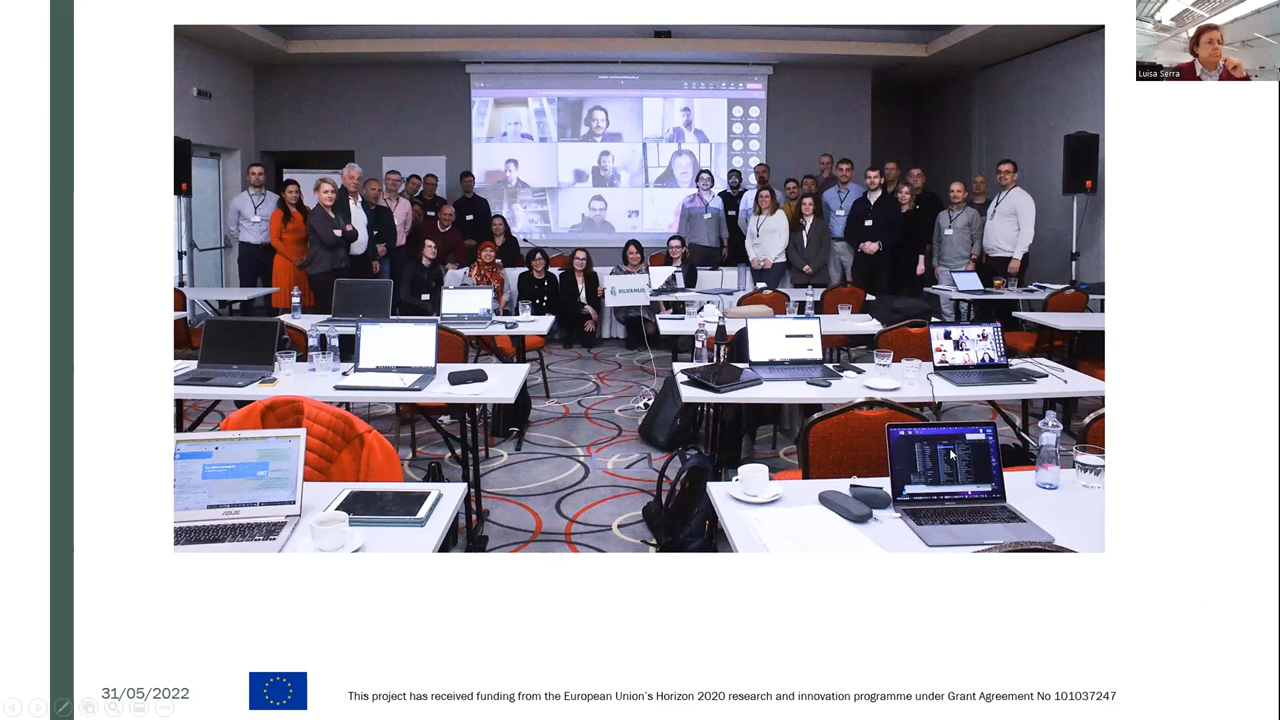 Luisa Serra
SILVANUS
ASUS
31/05/2022
This project has received funding from the European Union´s Horizon 2020 research and innovation programme under Grant Agreement No 101037247